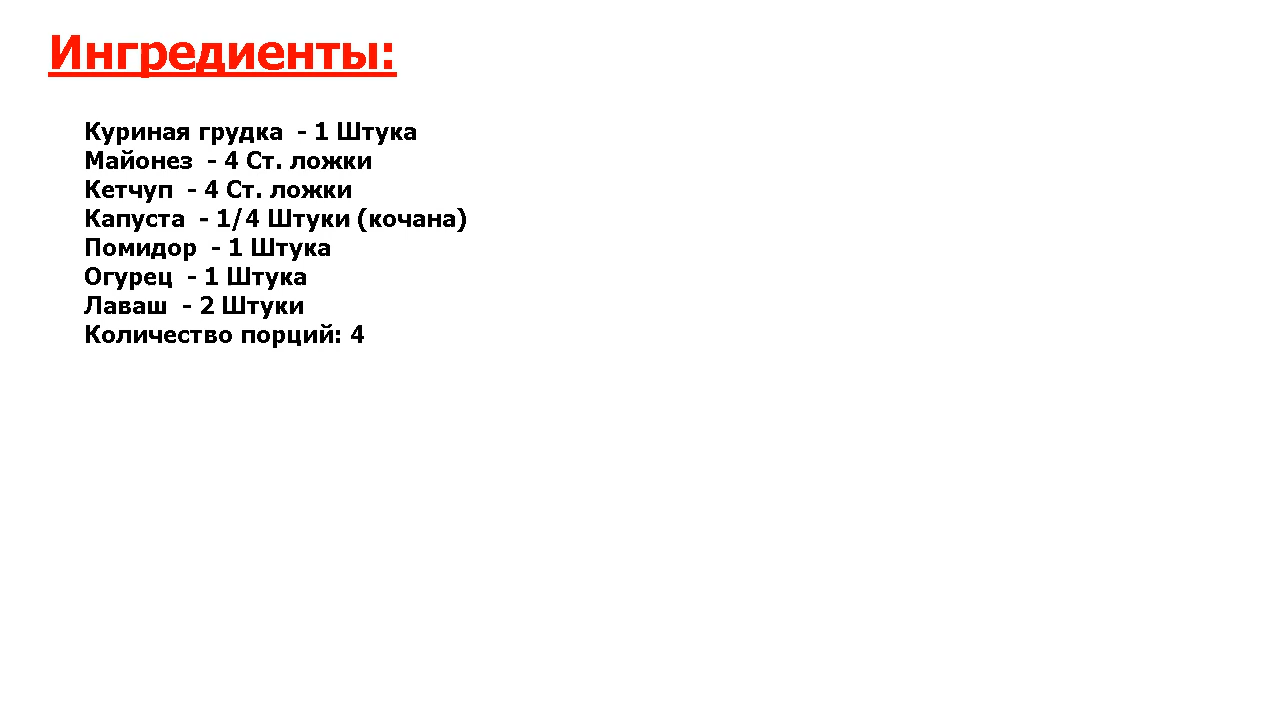 Ингредиенты:
Куриная грудка  - 1 Штука
Майонез  - 4 Ст. ложки
Кетчуп  - 4 Ст. ложки
Капуста  - 1/4 Штуки (кочана)
Помидор  - 1 Штука
Огурец  - 1 Штука
Лаваш  - 2 Штуки
Количество порций: 4